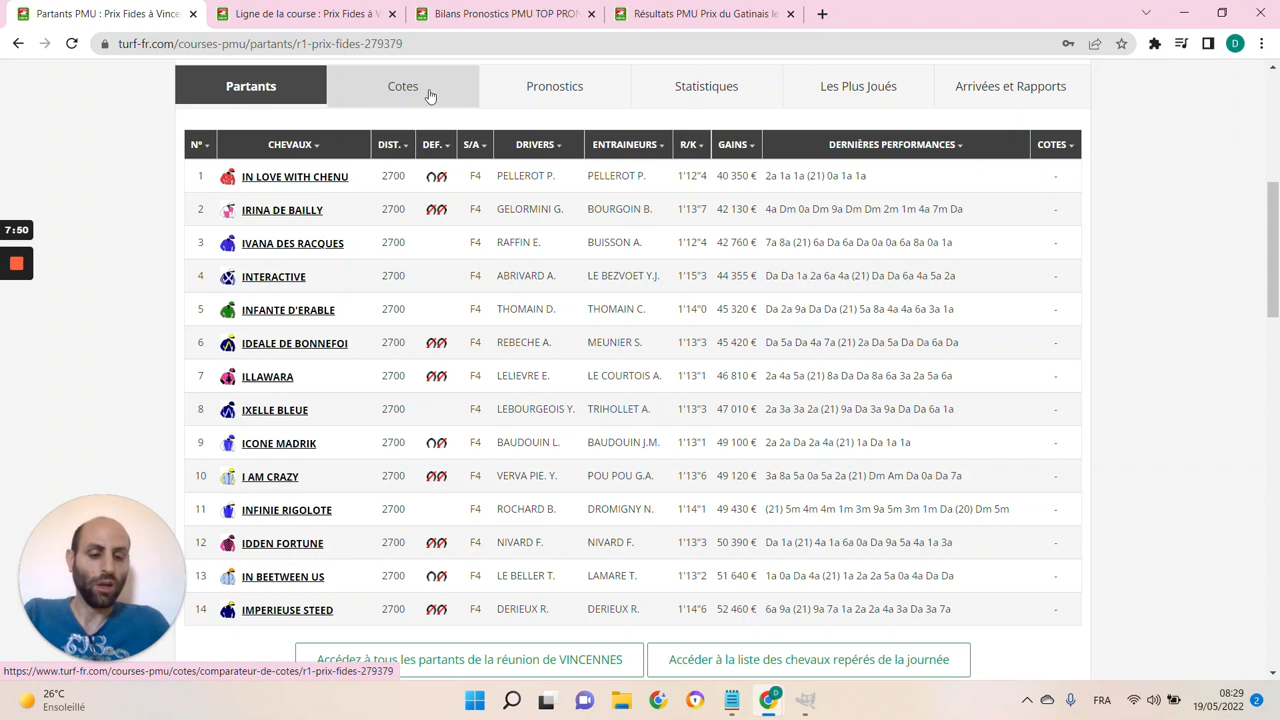 Partants PMU : Prix Fides à Vince
Ligne de la course : Prix Fides à V
Bilans Pronostics PMU TOP PRON
Résultats PMU Prix du Gatinais le
turf-fr.com/courses-pmu/partants/r1-prix-fides-279379
D
Partants Cotes Pronostics Statistiques Les Plus Joués Arrivées et Rapports
N° CHEVAUX DIST. DEF. S/A DRIVERS ENTRAINEURS R/K GAINS DERNIÈRES PERFORMANCES COTES
1 IN LOVE WITH CHENU 2700 F4 PELLEROT P. PELLEROT P. 1'12"4 40 350 € 2a 1a 1a (21) 0a 1a 1a -
2 IRINA DE BAILLY 2700 F4 GELORMINI G. BOURGOIN B. 1'13"7 42 130 € 4a Dm 0a Dm 9a Dm Dm 2m 1m 4a 7m Da -
3 IVANA DES RACQUES 2700 F4 RAFFIN E. BUISSON A. 1'12"4 42 760 € 7a 8a (21) 6a Da 6a Da 0a 0a 6a 8a 0a 1a -
4 INTERACTIVE 2700 F4 ABRIVARD A. LE BEZVOET Y.J. 1'15"3 44 355 € Da Da 1a 2a 6a 4a (21) Da Da 6a 4a 5a 2a -
5 INFANTE D'ERABLE 2700 F4 THOMAIN D. THOMAIN C. 1'14"0 45 320 € Da 2a 9a Da Da (21) 5a 8a 4a 4a 6a 3a 1a -
6 IDEALE DE BONNEFOI 2700 F4 REBECHE A. MEUNIER S. 1'13"3 45 420 € Da 5a Da 4a 7a (21) 2a Da 5a Da Da 6a Da -
7 ILLAWARA 2700 F4 LELIEVRE E. LE COURTOIS A. 1'13"1 46 810 € 2a 4a 5a (21) 8a Da Da 8a 6a 3a 2a 5a 6a -
8 IXELLE BLEUE 2700 F4 LEBOURGEOIS Y. TRIHOLLET A. 1'13"3 47 010 € 2a 3a 3a 2a (21) 9a Da 3a 9a Da Da 6a 1a -
9 ICONE MADRIK 2700 F4 BAUDOUIN L. BAUDOUIN J.M. 1'13"1 49 100 € 2a 2a Da 2a 4a (21) 1a Da 1a 1a -
10 I AM CRAZY 2700 F4 VERVA PIE. Y. POU POU G.A. 1'13"6 49 120 € 3a 8a 5a 0a 5a 2a (21) Dm Am Da 0a Da 7a -
11 INFINIE RIGOLOTE 2700 F4 ROCHARD B. DROMIGNY N. 1'14"1 49 430 € (21) 5m 4m 4m 1m 3m 9a 5m 3m 1m Da (20) Dm 5m -
12 IDDEN FORTUNE 2700 F4 NIVARD F. NIVARD F. 1'13"3 50 390 € Da 1a (21) 4a 1a 6a 0a Da 9a 5a 4a 1a 3a -
13 IN BEETWEEN US 2700 F4 LE BELLER T. LAMARE T. 1'13"2 51 640 € 1a 0a Da 4a (21) 1a 2a 2a 5a 0a 4a Da Da -
14 IMPERIEUSE STEED 2700 F4 DERIEUX R. DERIEUX R. 1'14"6 52 460 € 6a 9a (21) 9a 7a 1a 2a 2a 4a 3a Da Da 7a -
7:50
Accédez à tous les partants de la réunion de VINCENNES
Accéder à la liste des chevaux repérés de la journée
https://www.turf-fr.com/courses-pmu/cotes/comparateur-de-cotes/r1-prix-fides-279379
26°C
Ensoleillé
FRA
08:29
19/05/2022
2